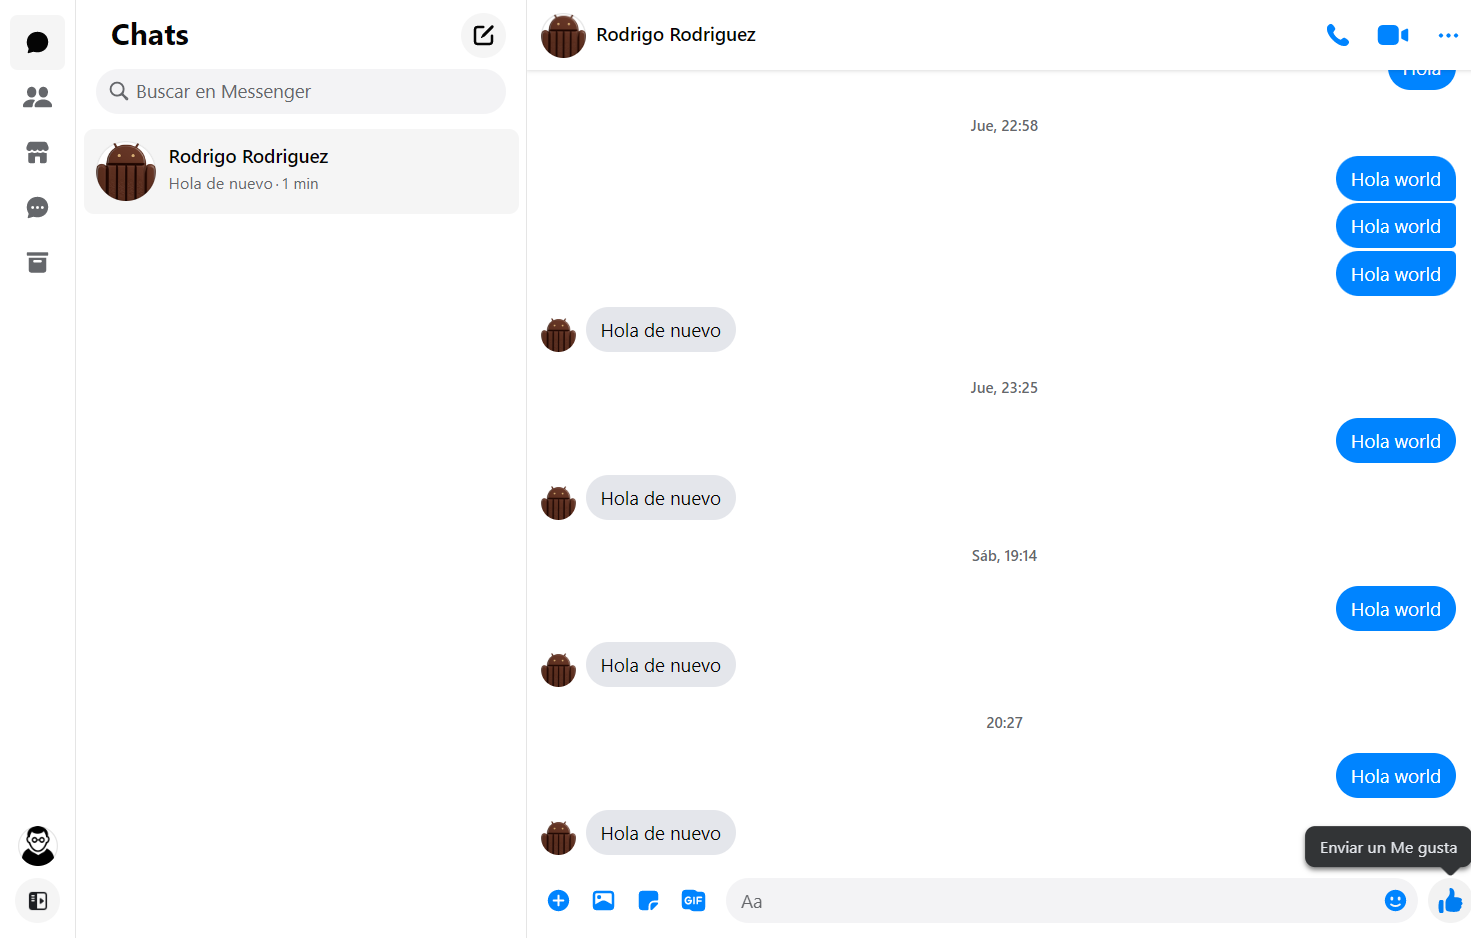 Chats
Buscar en Messenger
Rodrigo Rodriguez
Hola de nuevo · 1 min
Rodrigo Rodriguez
Hola
Jue, 22:58
Hola world
Hola world
Hola world
Hola de nuevo
Jue, 23:25
Hola world
Hola de nuevo
Sáb, 19:14
Hola world
Hola de nuevo
20:27
Hola world
Hola de nuevo
Enviar un Me gusta
GIF
Aa